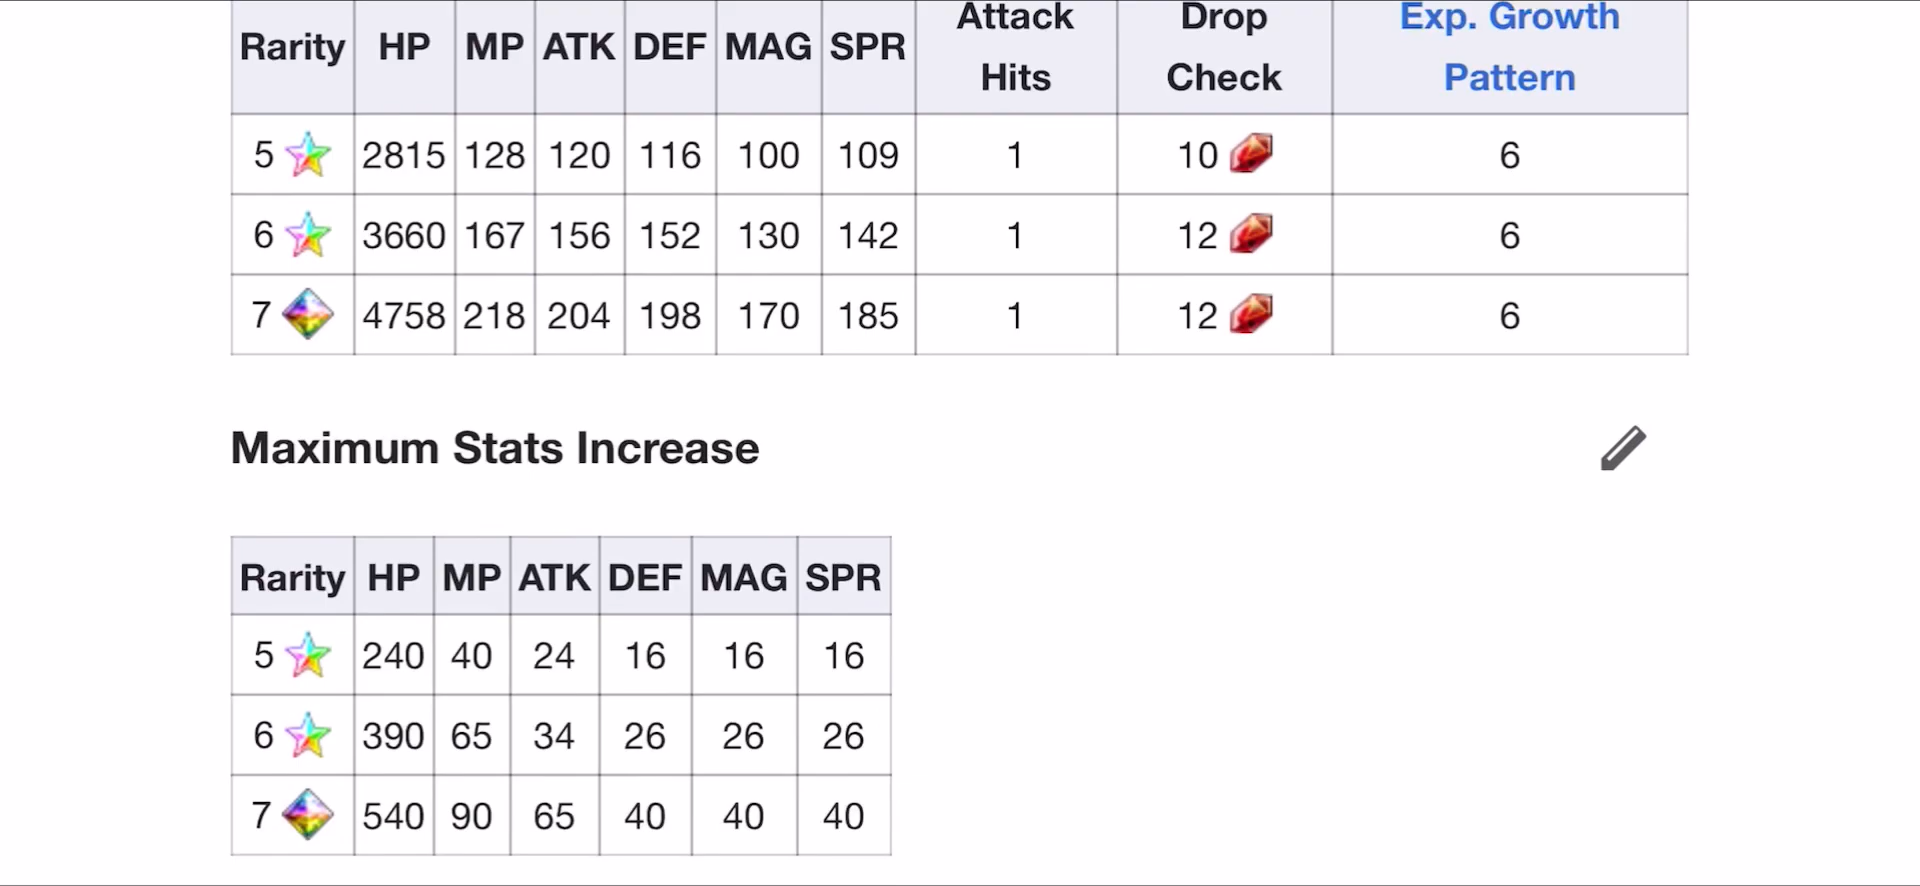 Rarity HP MP ATK DEF MAG SPR Attack Hits Drop Check Exp. Growth Pattern
5 2815 128 120 116 100 109 1 10 6
6 3660 167 156 152 130 142 1 12 6
7 4758 218 204 198 170 185 1 12 6
Maximum Stats Increase
Rarity HP MP ATK DEF MAG SPR
5 240 40 24 16 16 16
6 390 65 34 26 26 26
7 540 90 65 40 40 40